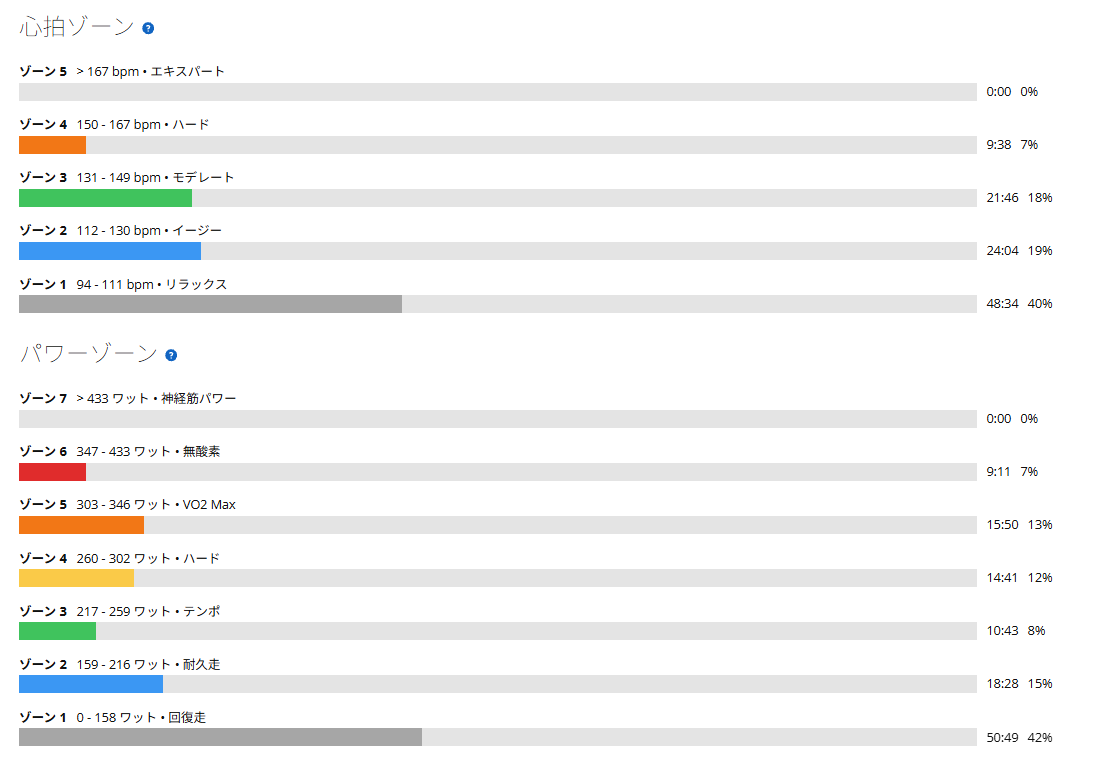 心拍ゾーン ?
ゾーン 5 > 167 bpm • エキスパート
0:00 0%
ゾーン 4 150 - 167 bpm • ハード
9:38 7%
ゾーン 3 131 - 149 bpm • モデレート
21:46 18%
ゾーン 2 112 - 130 bpm • イージー
24:04 19%
ゾーン 1 94 - 111 bpm • リラックス
48:34 40%
パワーゾーン ?
ゾーン 7 > 433 ワット • 神経筋パワー
0:00 0%
ゾーン 6 347 - 433 ワット • 無酸素
9:11 7%
ゾーン 5 303 - 346 ワット • VO2 Max
15:50 13%
ゾーン 4 260 - 302 ワット • ハード
14:41 12%
ゾーン 3 217 - 259 ワット • テンポ
10:43 8%
ゾーン 2 159 - 216 ワット • 耐久走
18:28 15%
ゾーン 1 0 - 158 ワット • 回復走
50:49 42%